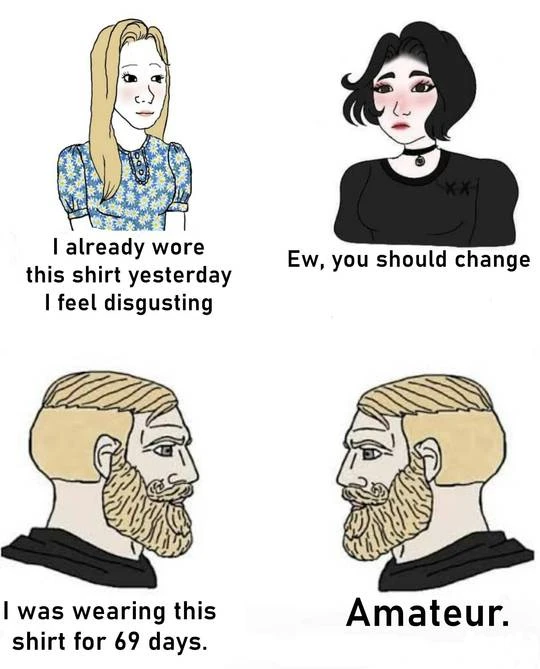 I already wore
this shirt yesterday
I feel disgusting
Ew, you should change
I was wearing this
shirt for 69 days.
Amateur.